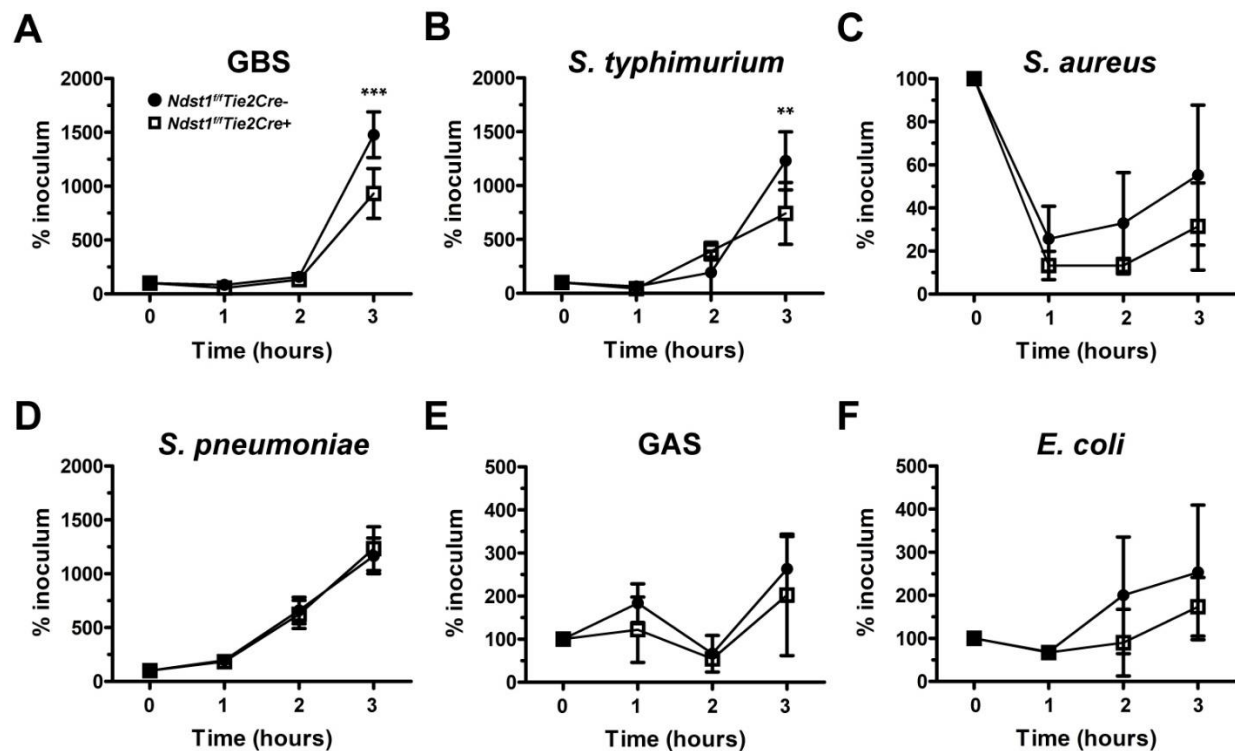 A
GBS
2000
1500
1000
500
0
% inoculum
Ndst1f/fTie2Cre-
Ndst1f/fTie2Cre+
***
0 1 2 3
Time (hours)
B
S. typhimurium
2000
1500
1000
500
0
% inoculum
**
0 1 2 3
Time (hours)
C
S. aureus
100
80
60
40
20
0
% inoculum
0 1 2 3
Time (hours)
D
S. pneumoniae
2000
1500
1000
500
0
% inoculum
0 1 2 3
Time (hours)
E
GAS
500
400
300
200
100
0
% inoculum
0 1 2 3
Time (hours)
F
E. coli
500
400
300
200
100
0
% inoculum
0 1 2 3
Time (hours)